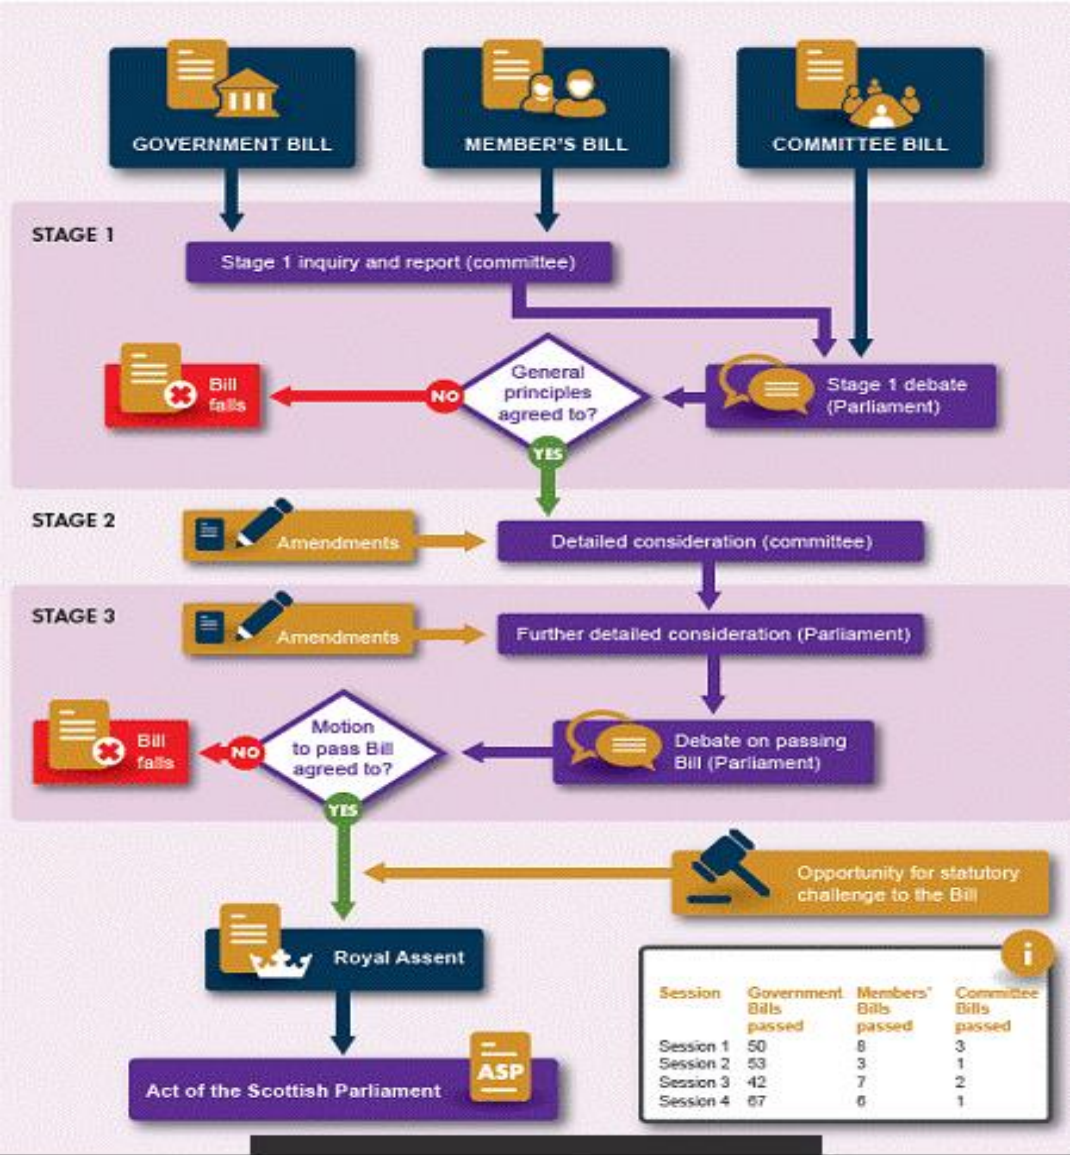 GOVERNMENT BILL
MEMBER'S BILL
COMMITTEE BILL
STAGE 1
Stage 1 inquiry and report (committee)
Bill
falls
NO
General
principles
agreed to?
YES
Stage 1 debate
(Parliament)
STAGE 2
Amendments
Detailed consideration (committee)
STAGE 3
Amendments
Further detailed consideration (Parliament)
Bill
falls
NO
Motion
to pass Bill
agreed to?
YES
Debate on passing
Bill (Parliament)
Opportunity for statutory
challenge to the Bill
Royal Assent
Act of the Scottish Parliament
ASP
i
Session Government Members' Committee
Bills Bills Bills
passed passed passed
Session 1 50 8 3
Session 2 53 3 1
Session 3 42 7 2
Session 4 67 6 1